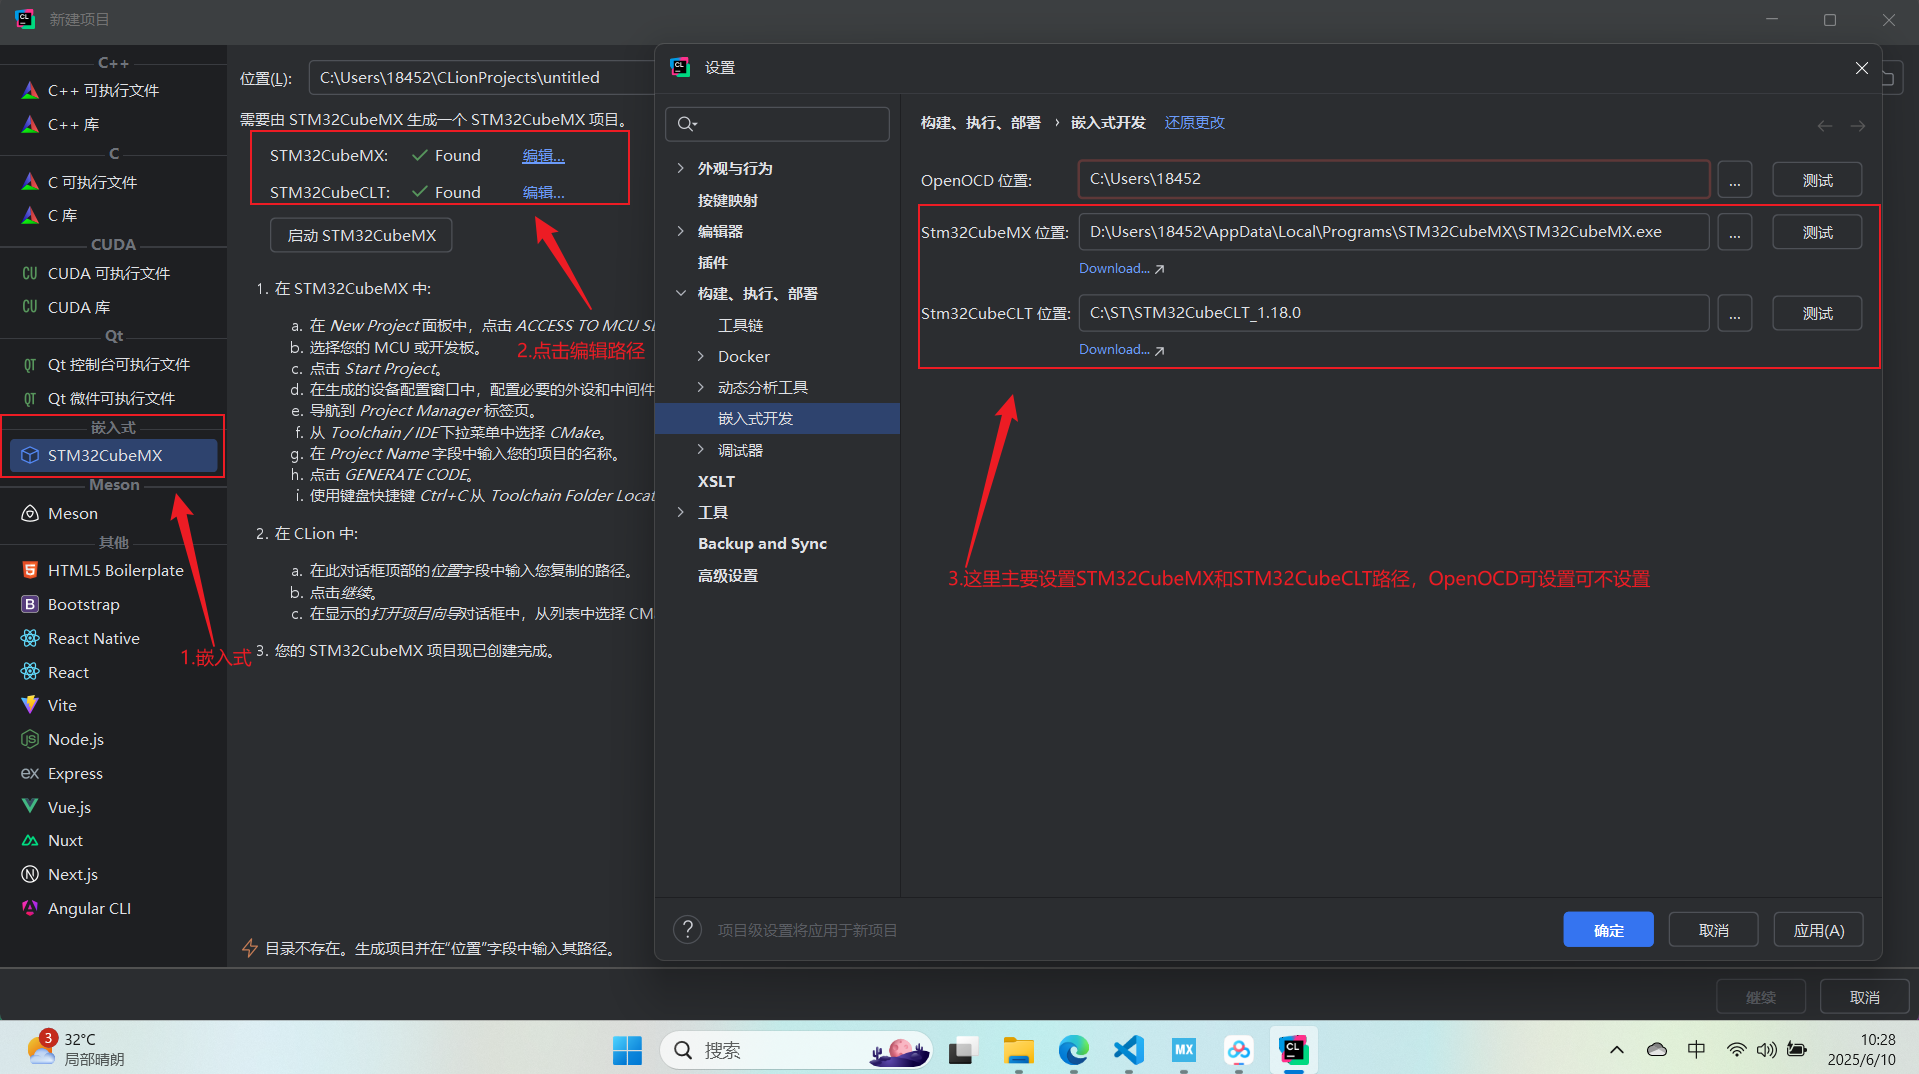 新建项目
C++
C++ 可执行文件
C++ 库
C
C 可执行文件
C 库
CUDA
CUDA 可执行文件
CUDA 库
Qt
Qt 控制台可执行文件
Qt 微件可执行文件
嵌入式
STM32CubeMX
Meson
Meson
其他
HTML5 Boilerplate
Bootstrap
React Native
React
Vite
Node.js
Express
Vue.js
Nuxt
Next.js
Angular CLI
1.嵌入式
位置(L): C:\Users\18452\CLionProjects\untitled
需要由 STM32CubeMX 生成一个 STM32CubeMX 项目。
STM32CubeMX: Found 编辑...
STM32CubeCLT: Found 编辑...
启动 STM32CubeMX
1. 在 STM32CubeMX 中:
a. 在 New Project 面板中，点击 ACCESS TO MCU SE
b. 选择您的 MCU 或开发板。
2.点击编辑路径
c. 点击 Start Project。
d. 在生成的设备配置窗口中，配置必要的外设和中间件
e. 导航到 Project Manager 标签页。
f. 从 Toolchain / IDE下拉菜单中选择 CMake。
g. 在 Project Name 字段中输入您的项目的名称。
h. 点击 GENERATE CODE。
i. 使用键盘快捷键 Ctrl+C 从 Toolchain Folder Locat
2. 在 CLion 中:
a. 在此对话框顶部的位置字段中输入您复制的路径。
b. 点击继续。
c. 在显示的打开项目向导对话框中，从列表中选择 CM
3. 您的 STM32CubeMX 项目现已创建完成。
目录不存在。生成项目并在"位置"字段中输入其路径。
设置
外观与行为
按键映射
编辑器
插件
构建、执行、部署
工具链
Docker
动态分析工具
嵌入式开发
调试器
XSLT
工具
Backup and Sync
高级设置
构建、执行、部署 › 嵌入式开发 还原更改
OpenOCD 位置: C:\Users\18452 ... 测试
Stm32CubeMX 位置: D:\Users\18452\AppData\Local\Programs\STM32CubeMX\STM32CubeMX.exe ... 测试
Download...
Stm32CubeCLT 位置: C:\ST\STM32CubeCLT_1.18.0 ... 测试
Download...
3.这里主要设置STM32CubeMX和STM32CubeCLT路径，OpenOCD可设置可不设置
? 项目级设置将应用于新项目
确定 取消 应用(A)
继续 取消
3 32°C
局部晴朗
搜索
MX
CL
中
10:28
2025/6/10